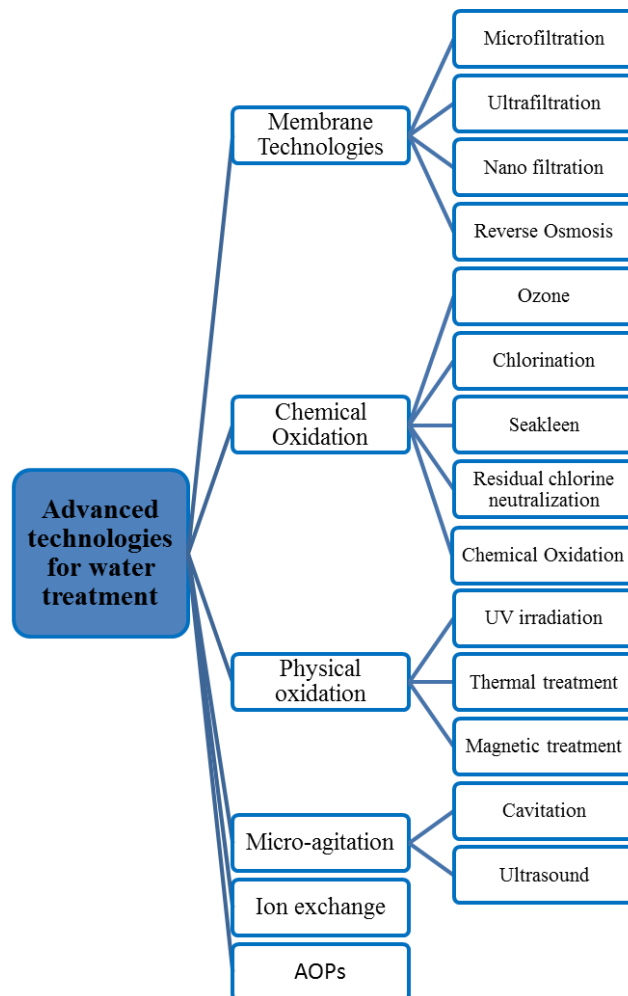 Microfiltration
Ultrafiltration
Membrane
Technologies
Nano filtration
Reverse Osmosis
Ozone
Chlorination
Chemical
Oxidation
Seakleen
Residual chlorine
neutralization
Chemical Oxidation
Advanced
technologies
for water
treatment
UV irradiation
Physical
oxidation
Thermal treatment
Magnetic treatment
Cavitation
Micro-agitation
Ultrasound
Ion exchange
AOPs